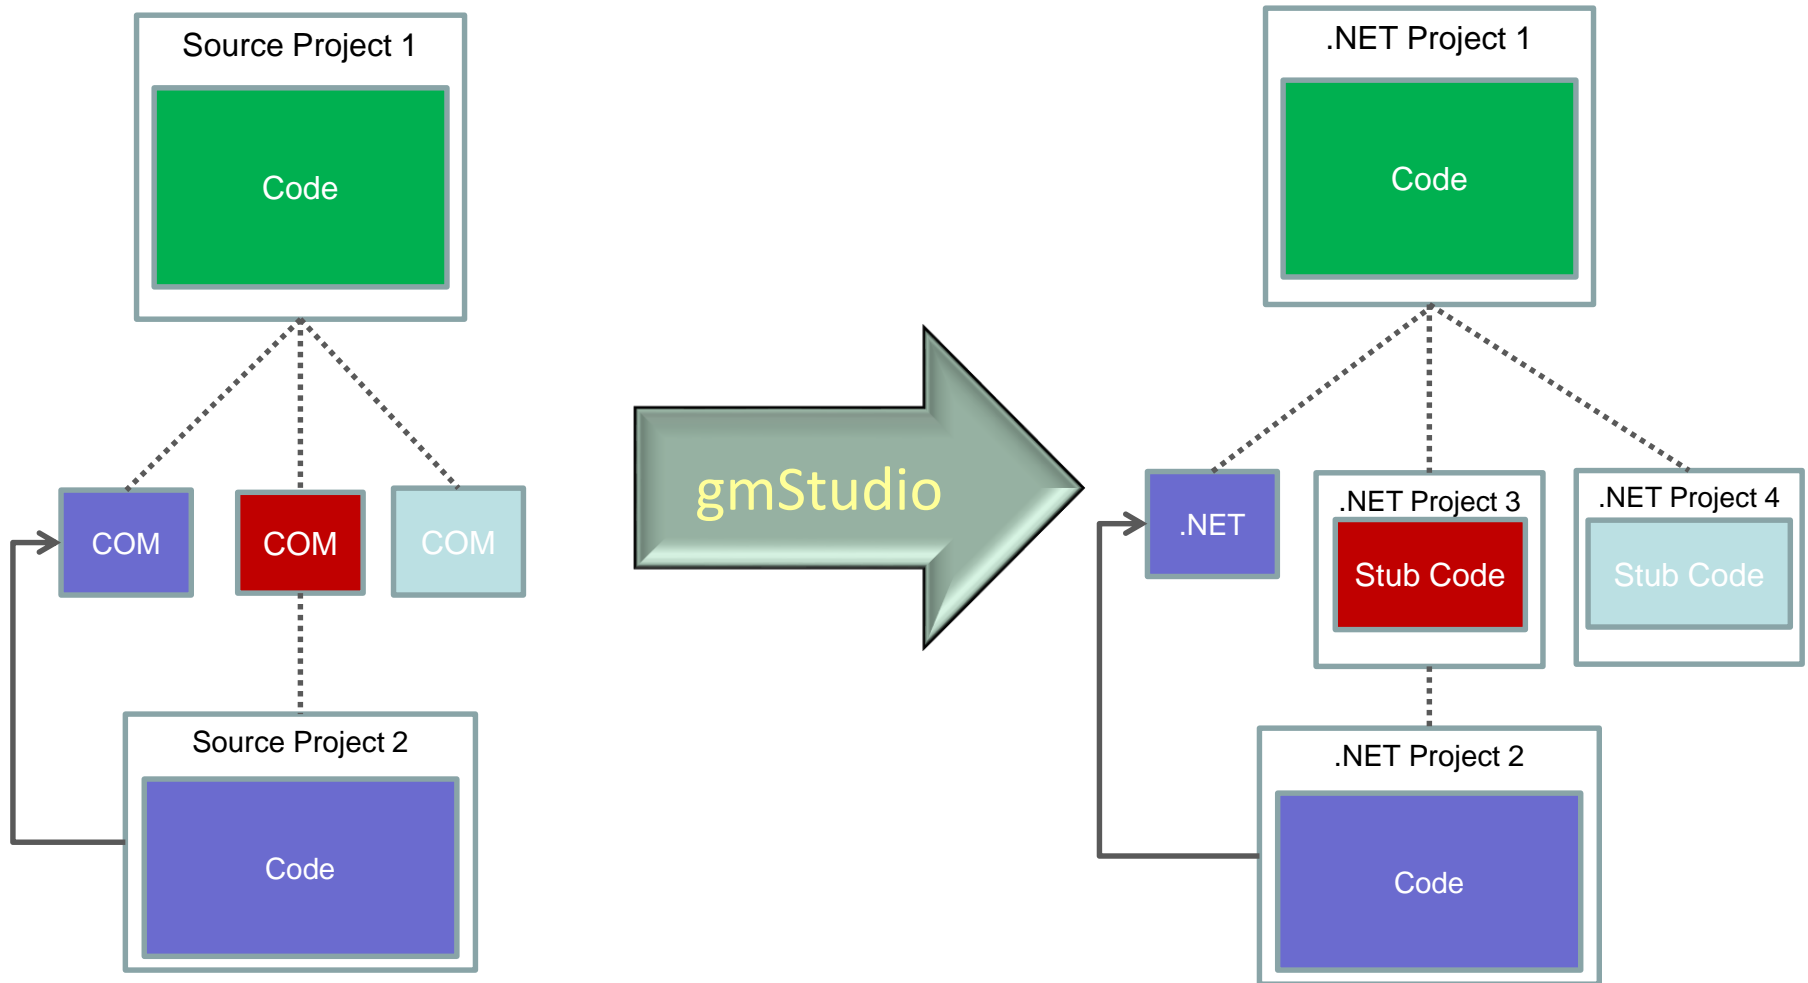 Source Project 1
Code
COM
COM
COM
Source Project 2
Code
gmStudio
.NET Project 1
Code
.NET
.NET Project 3
Stub Code
.NET Project 4
Stub Code
.NET Project 2
Code